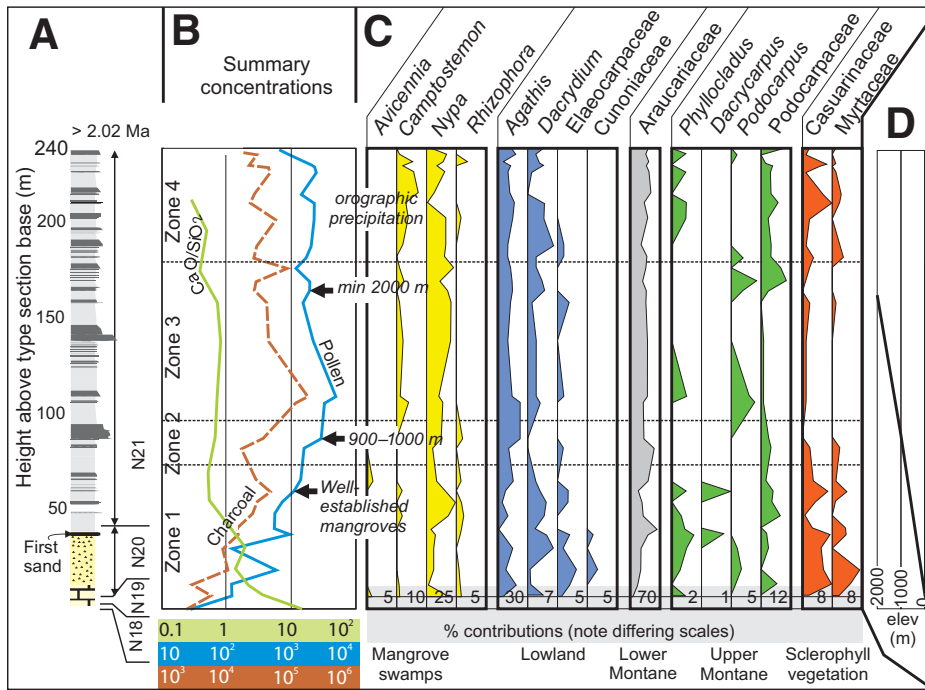 A
B
C
D
Summary
concentrations
Avicennia
Camptostemon
Nypa
Rhizophora
Agathis
Dacrydium
Elaeocarpaceae
Cunoniaceae
Araucariaceae
Phyllocladus
Dacrycarpus
Podocarpus
Podocarpaceae
Casuarinaceae
Myrtaceae
> 2.02 Ma
Height above type section base (m)
240
200
150
100
50
First
sand
N21
N20
N19
N18
Zone 4
Zone 3
Zone 2
Zone 1
CaO/SiO2
Charcoal
Pollen
orographic
precipitation
min 2000 m
900–1000 m
Well-
established
mangroves
5 10 25 5 30 7 5 5 70 2 1 5 12 8 8
2000
1000
0
elev
(m)
0.1 1 10 10²
10 10² 10³ 10⁴
10³ 10⁴ 10⁵ 10⁶
% contributions (note differing scales)
Mangrove
swamps
Lowland
Lower
Montane
Upper
Montane
Sclerophyll
vegetation